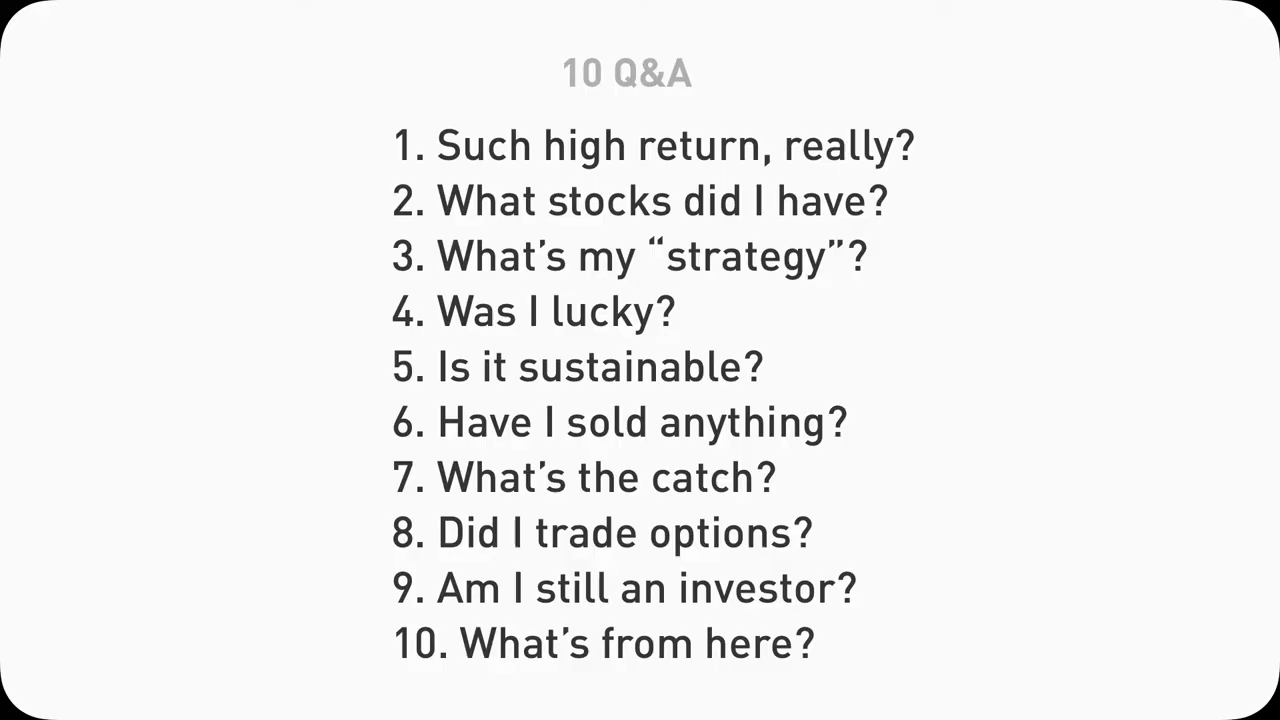 10 Q&A
1. Such high return, really?
2. What stocks did I have?
3. What’s my “strategy”?
4. Was I lucky?
5. Is it sustainable?
6. Have I sold anything?
7. What’s the catch?
8. Did I trade options?
9. Am I still an investor?
10. What’s from here?